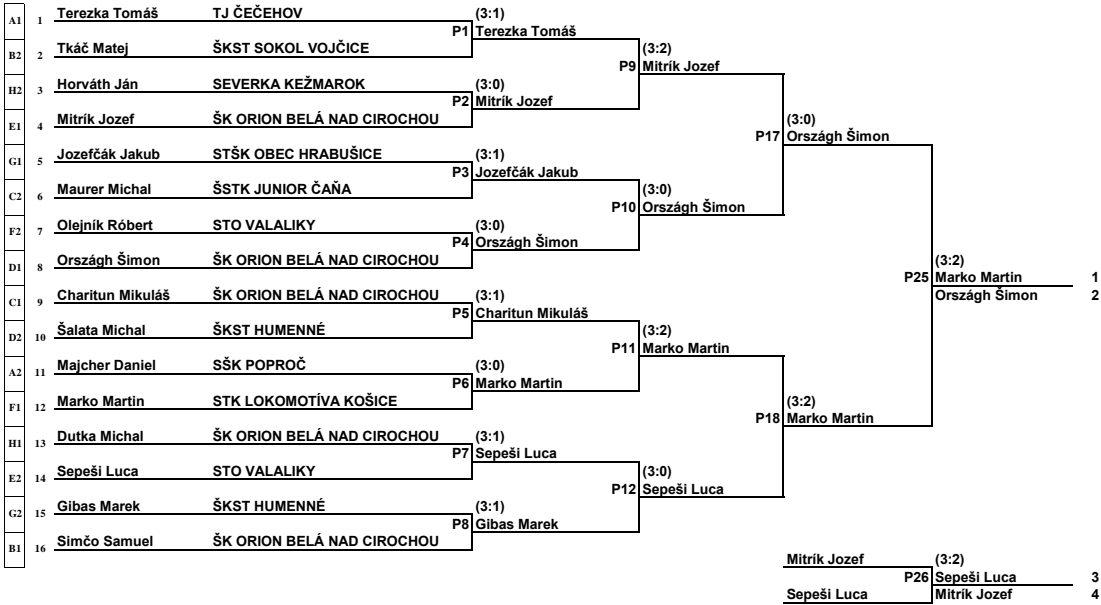 A1 1 Terezka Tomáš TJ ČEČEHOV (3:1)
P1 Terezka Tomáš
B2 2 Tkáč Matej ŠKST SOKOL VOJČICE (3:2)
P9 Mitrík Jozef
H2 3 Horváth Ján SEVERKA KEŽMAROK (3:0)
P2 Mitrík Jozef
E1 4 Mitrík Jozef ŠK ORION BELÁ NAD CIROCHOU (3:0)
P17 Országh Šimon
G1 5 Jozefčák Jakub STŠK OBEC HRABUŠICE (3:1)
P3 Jozefčák Jakub
C2 6 Maurer Michal ŠSTK JUNIOR ČAŇA (3:0)
P10 Országh Šimon
F2 7 Olejník Róbert STO VALALIKY (3:0)
P4 Országh Šimon
D1 8 Országh Šimon ŠK ORION BELÁ NAD CIROCHOU (3:2)
P25 Marko Martin 1
C1 9 Charitun Mikuláš ŠK ORION BELÁ NAD CIROCHOU (3:1) Országh Šimon 2
P5 Charitun Mikuláš
D2 10 Šalata Michal ŠKST HUMENNÉ (3:2)
P11 Marko Martin
A2 11 Majcher Daniel SŠK POPROČ (3:0)
P6 Marko Martin
F1 12 Marko Martin STK LOKOMOTÍVA KOŠICE (3:2)
P18 Marko Martin
H1 13 Dutka Michal ŠK ORION BELÁ NAD CIROCHOU (3:1)
P7 Sepeši Luca
E2 14 Sepeši Luca STO VALALIKY (3:0)
P12 Sepeši Luca
G2 15 Gibas Marek ŠKST HUMENNÉ (3:1)
P8 Gibas Marek
B1 16 Simčo Samuel ŠK ORION BELÁ NAD CIROCHOU
Mitrík Jozef (3:2)
P26 Sepeši Luca 3
Sepeši Luca Mitrík Jozef 4